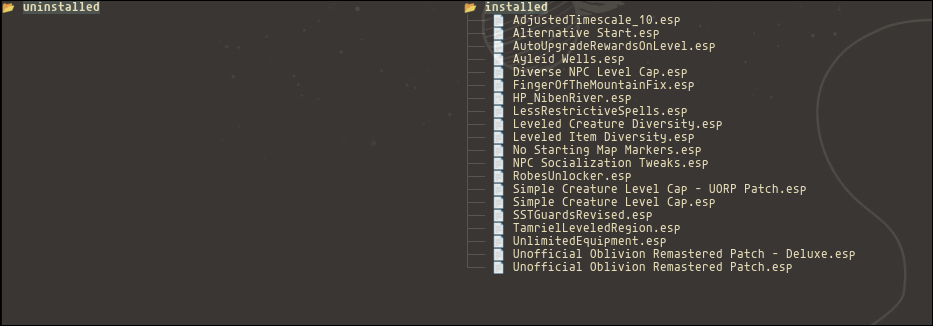 uninstalled
installed
AdjustedTimescale_10.esp
Alternative Start.esp
AutoUpgradeRewardsOnLevel.esp
Ayleid Wells.esp
Diverse NPC Level Cap.esp
FingerOfTheMountainFix.esp
HP_NibenRiver.esp
LessRestrictiveSpells.esp
Leveled Creature Diversity.esp
Leveled Item Diversity.esp
No Starting Map Markers.esp
NPC Socialization Tweaks.esp
RobesUnlocker.esp
Simple Creature Level Cap - UORP Patch.esp
Simple Creature Level Cap.esp
SSTGuardsRevised.esp
TamrielLeveledRegion.esp
UnlimitedEquipment.esp
Unofficial Oblivion Remastered Patch - Deluxe.esp
Unofficial Oblivion Remastered Patch.esp